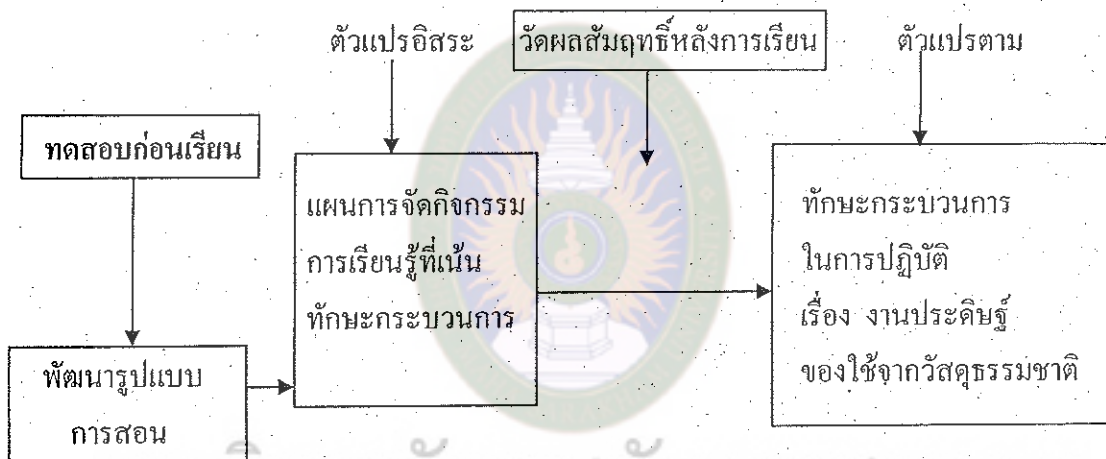 ตัวแปรอิสระ
วัดผลสัมฤทธิ์หลังการเรียน
ตัวแปรตาม
ทดสอบก่อนเรียน
แผนการจัดกิจกรรม
การเรียนรู้ที่เน้น
ทักษะกระบวนการ
ทักษะกระบวนการ
ในการปฏิบัติ
เรื่อง งานประดิษฐ์
ของใช้จากวัสดุธรรมชาติ
พัฒนารูปแบบ
การสอน